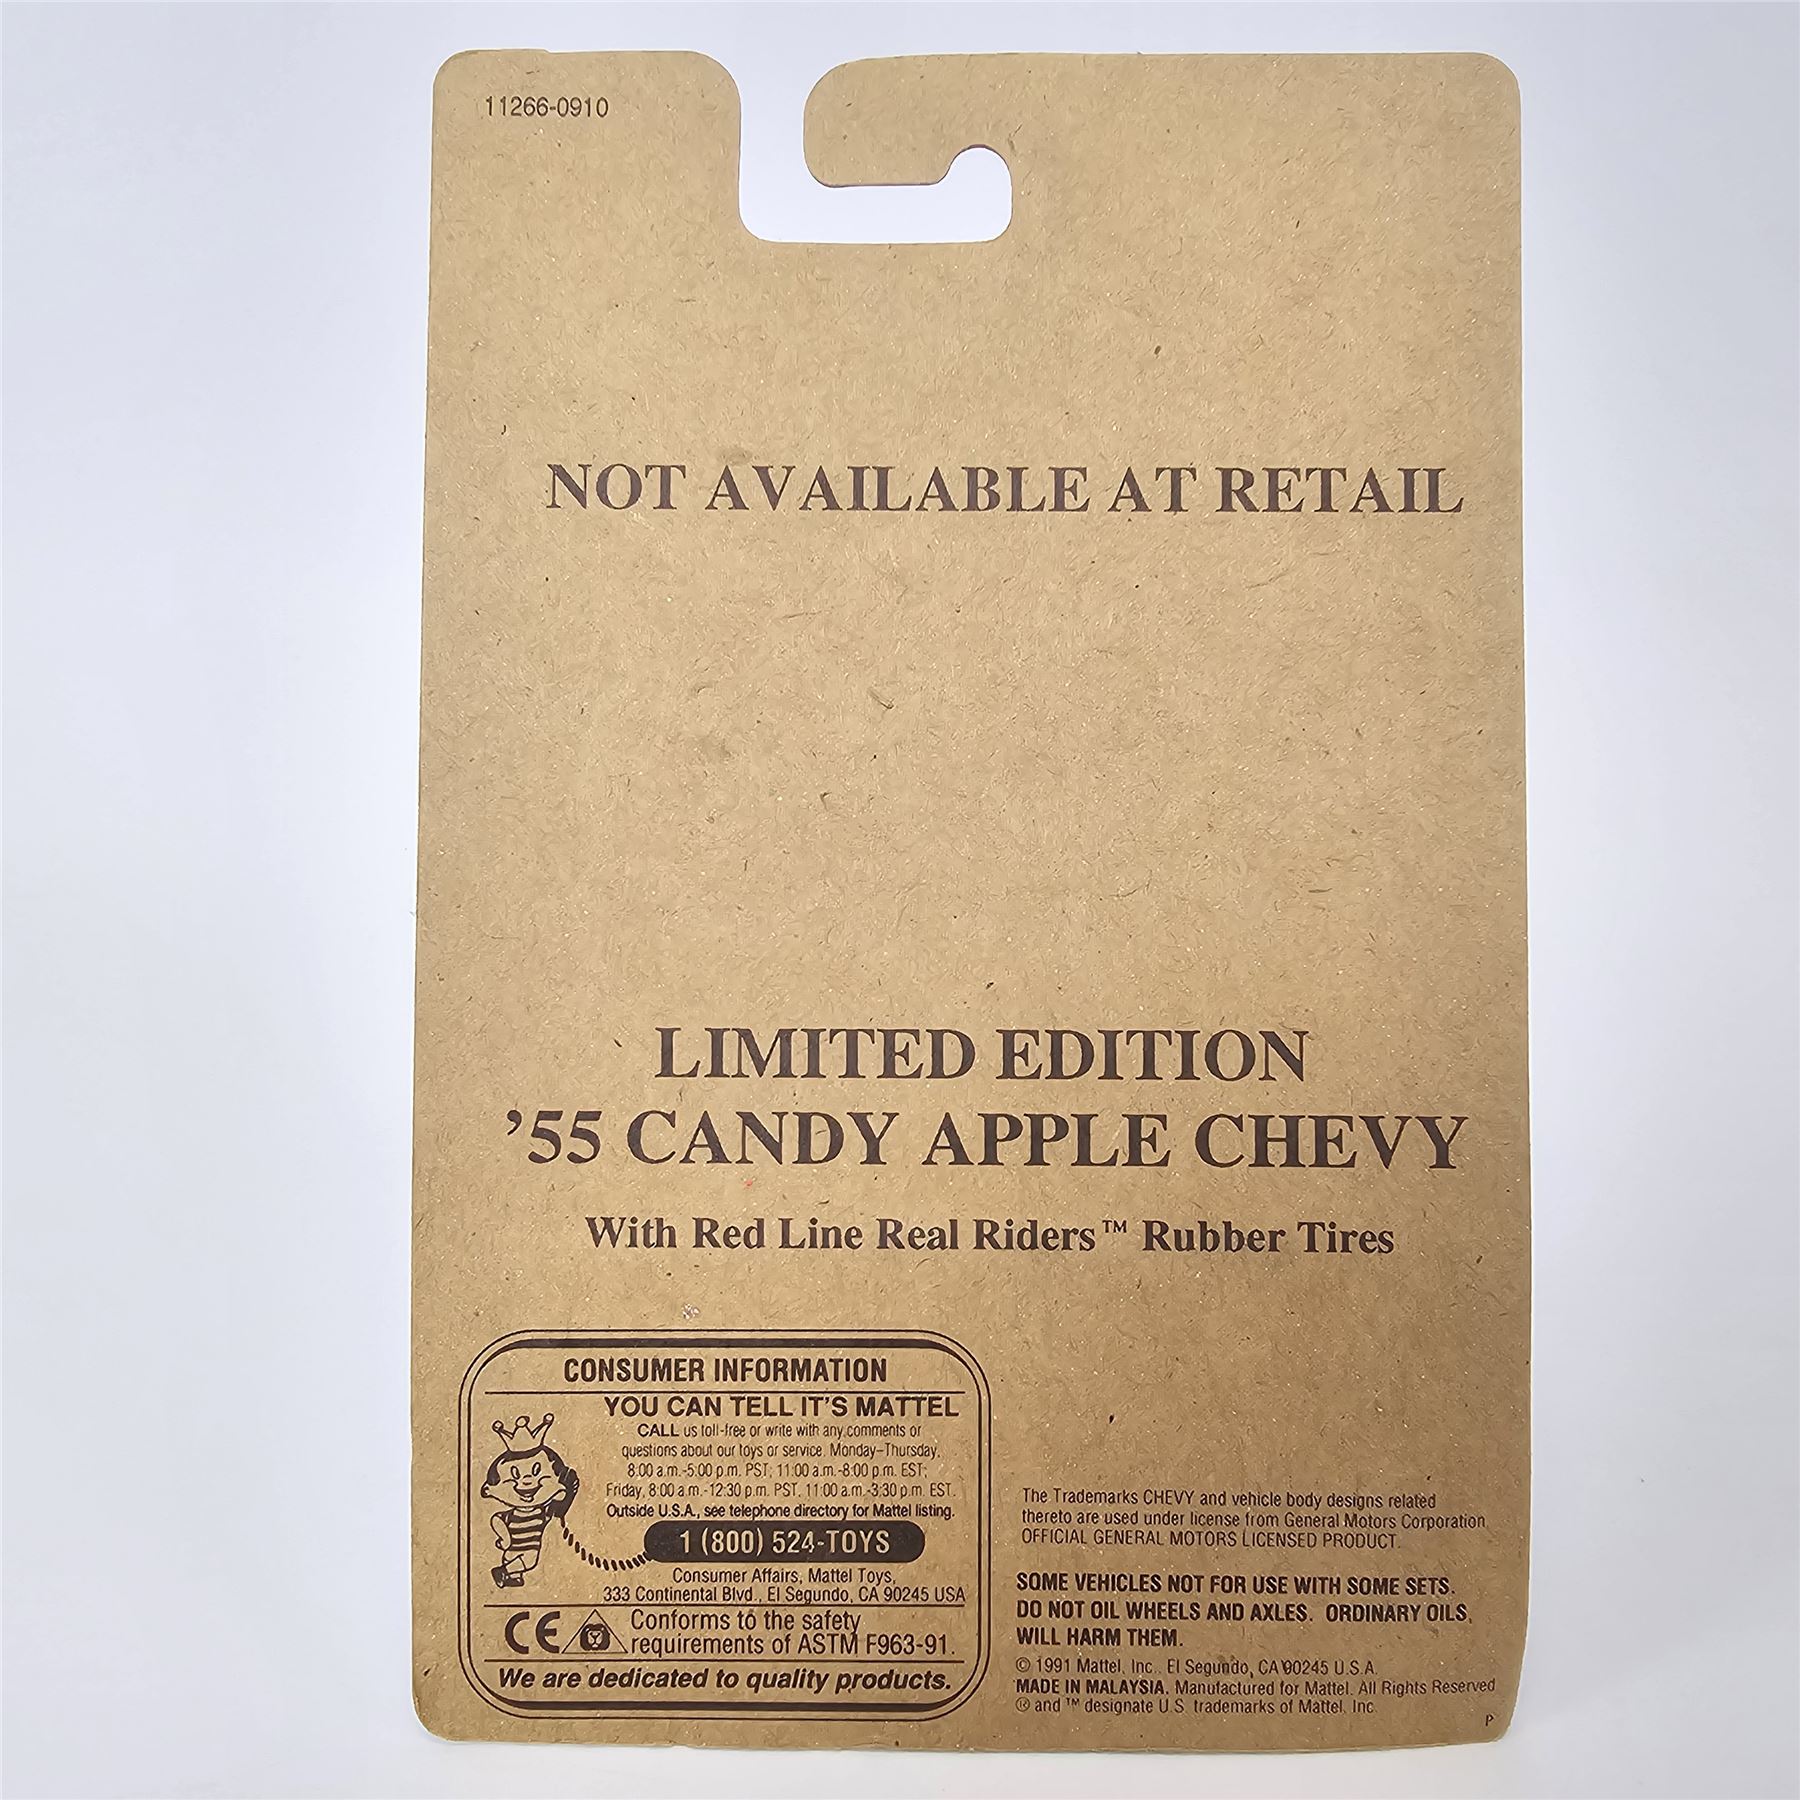 11266-0910
NOT AVAILABLE AT RETAIL
LIMITED EDITION
’55 CANDY APPLE CHEVY
With Red Line Real Riders™ Rubber Tires
CONSUMER INFORMATION
YOU CAN TELL IT’S MATTEL
CALL us toll-free or write with any comments or
questions about our toys or service. Monday–Thursday,
8:00 a.m.-5:00 p.m. PST; 11:00 a.m.-8:00 p.m. EST;
Friday, 8:00 a.m.-12:30 p.m. PST, 11:00 a.m.-3:30 p.m. EST.
Outside U.S.A., see telephone directory for Mattel listing.
1 (800) 524-TOYS
Consumer Affairs, Mattel Toys,
333 Continental Blvd., El Segundo, CA 90245 USA
CE Conforms to the safety
requirements of ASTM F963-91.
We are dedicated to quality products.
The Trademarks CHEVY and vehicle body designs related
thereto are used under license from General Motors Corporation
OFFICIAL GENERAL MOTORS LICENSED PRODUCT.
SOME VEHICLES NOT FOR USE WITH SOME SETS.
DO NOT OIL WHEELS AND AXLES. ORDINARY OILS,
WILL HARM THEM.
© 1991 Mattel, Inc., El Segundo, CA 90245 U.S.A.
MADE IN MALAYSIA. Manufactured for Mattel. All Rights Reserved
® and ™ designate U.S. trademarks of Mattel, Inc.
P